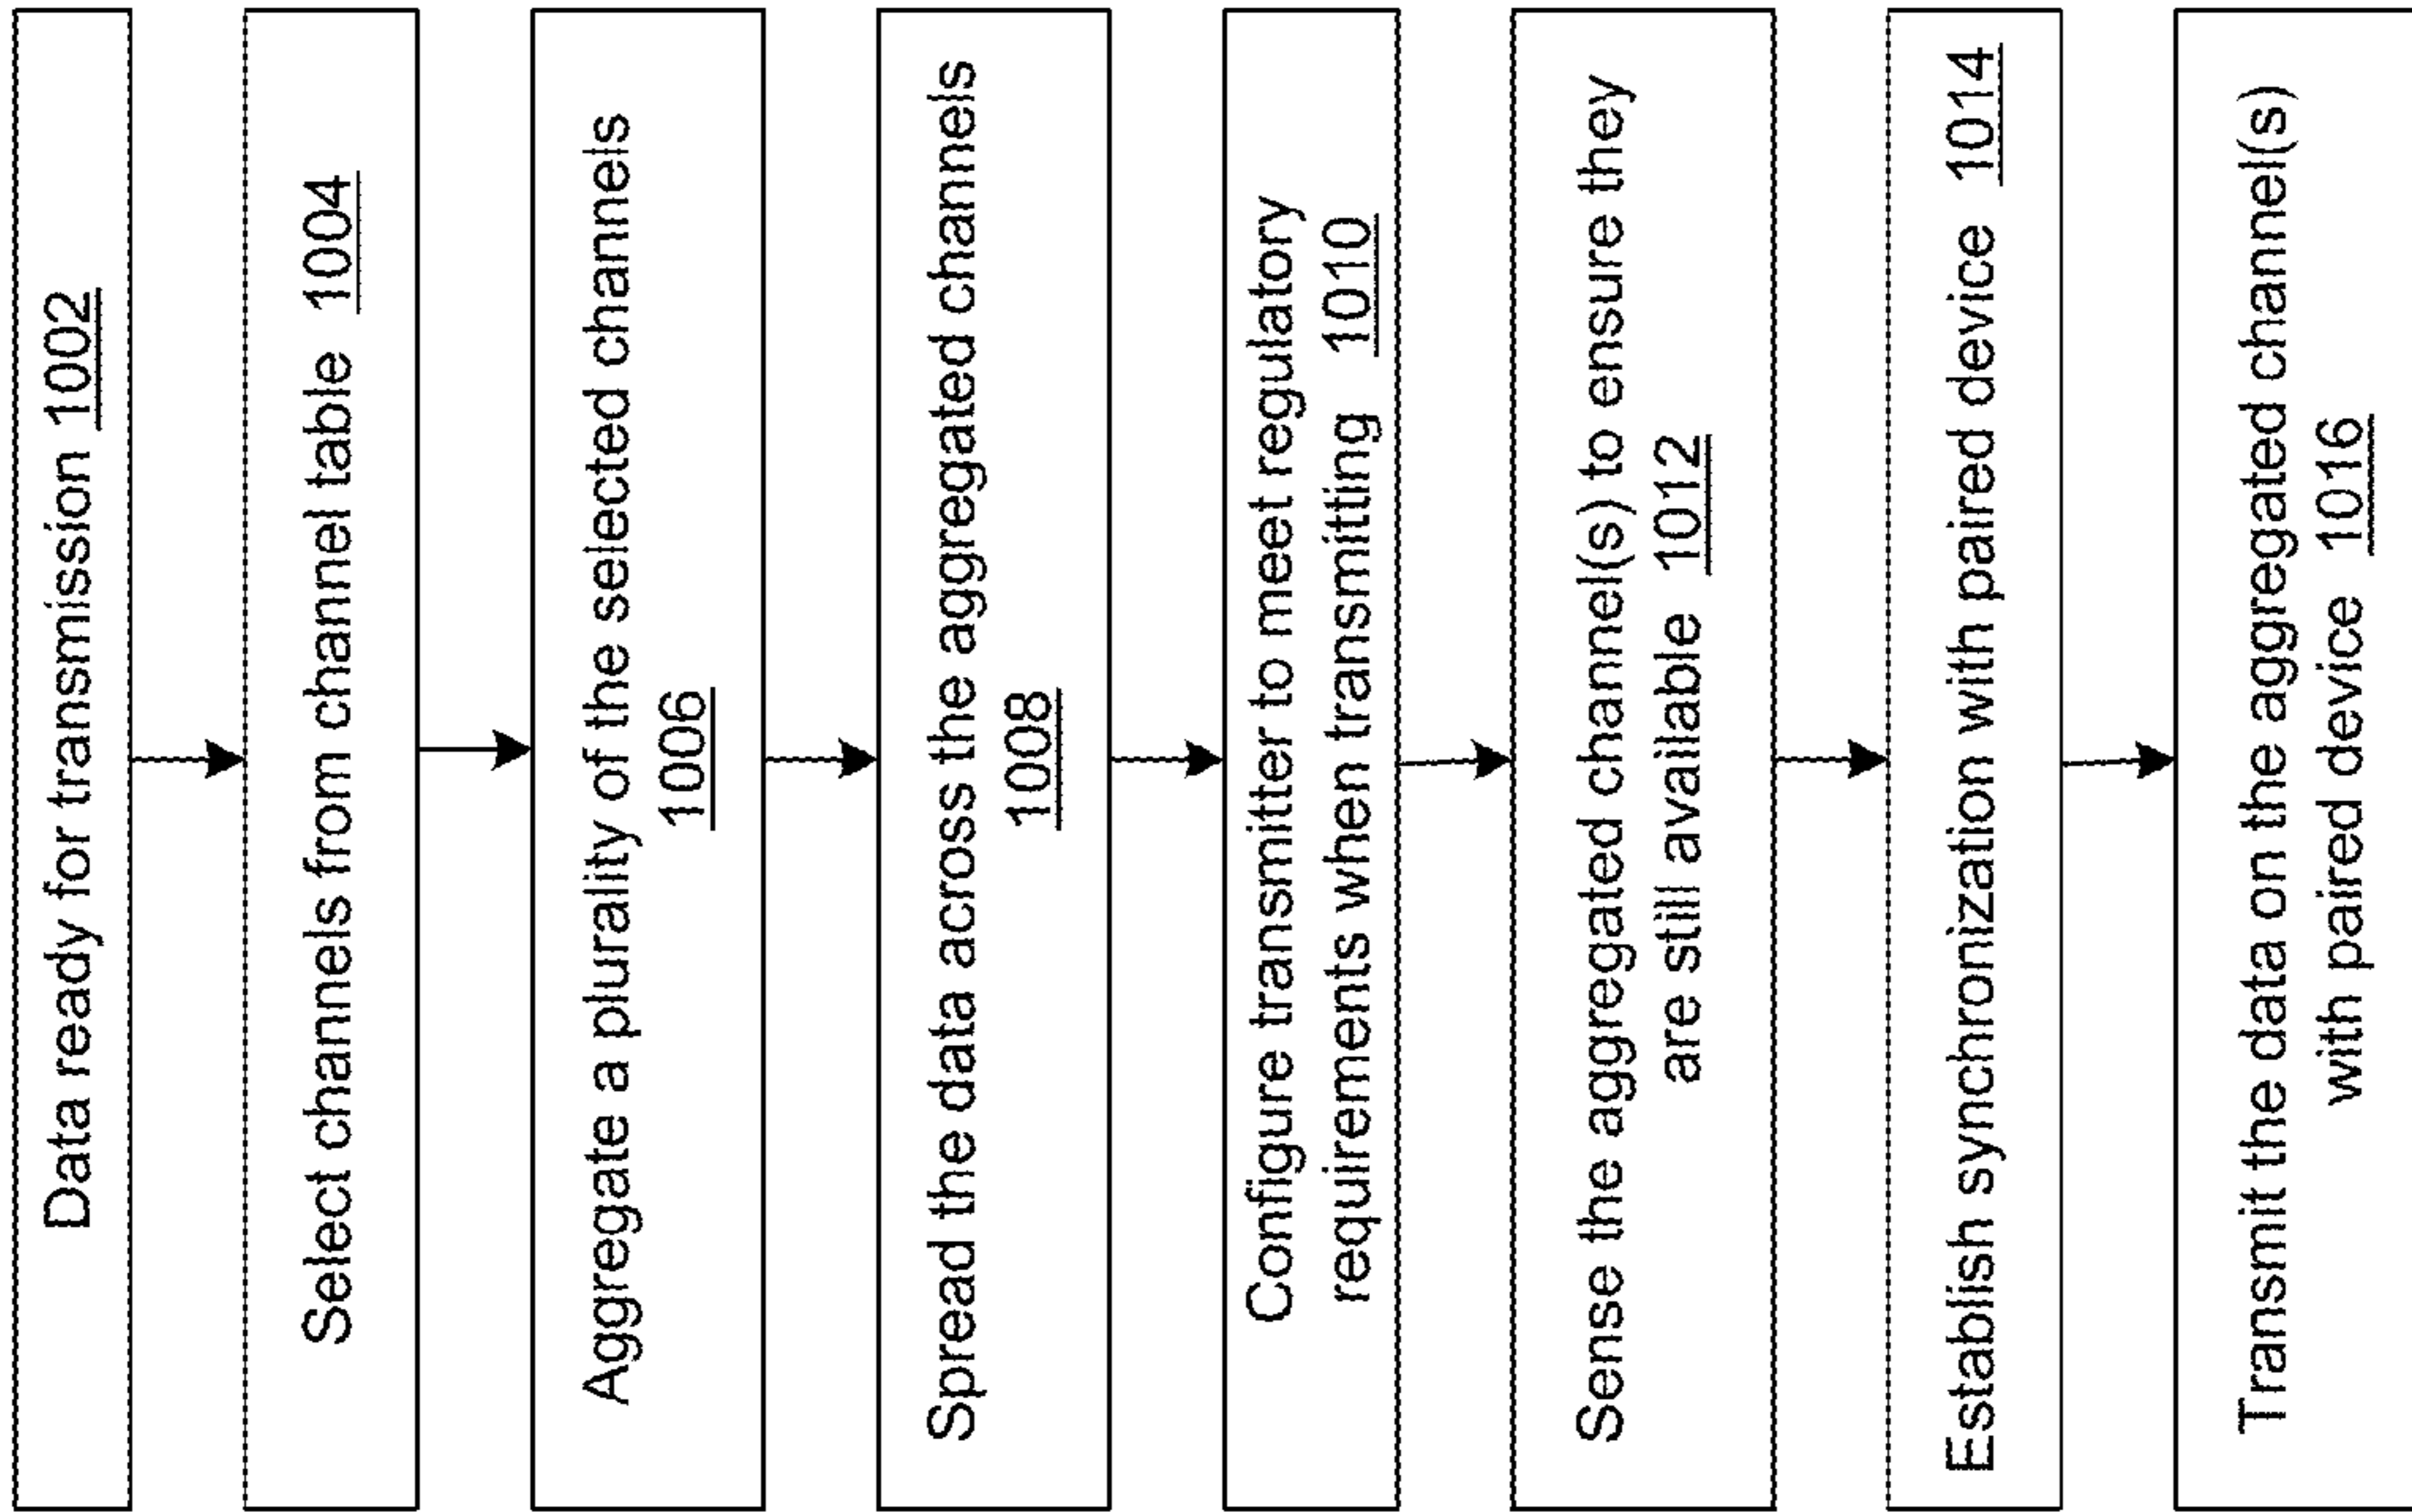 Data ready for transmission 1002
Select channels from channel table 1004
Aggregate a plurality of the selected channels
1006
Spread the data across the aggregated channels
1008
Configure transmitter to meet regulatory
requirements when transmitting 1010
Sense the aggregated channel(s) to ensure they
are still available 1012
Establish synchronization with paired device 1014
Transmit the data on the aggregated channel(s)
with paired device 1016